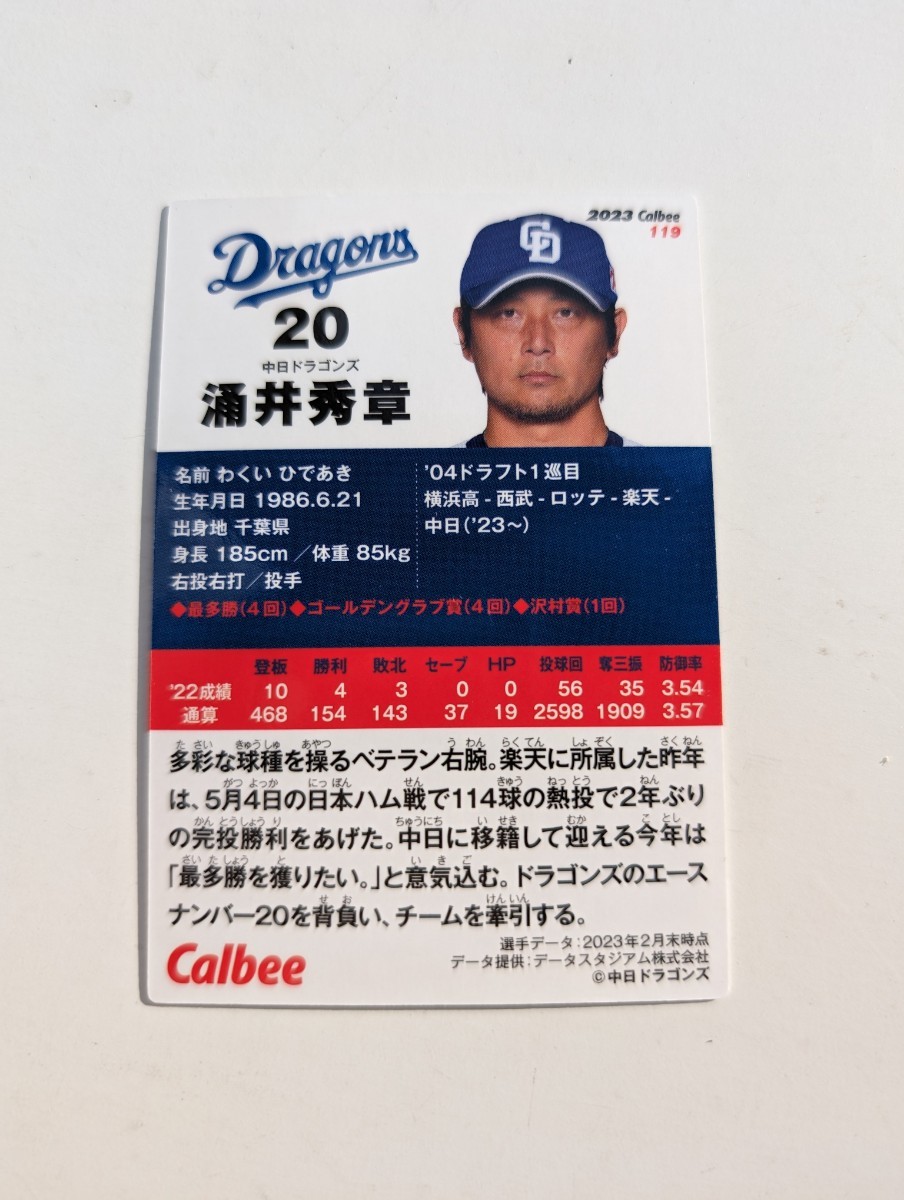 2023 Calbee
119
Dragons
20
中日ドラゴンズ
涌井秀章
CD
名前 わくい ひであき
生年月日 1986.6.21
出身地 千葉県
身長 185cm ／体重 85kg
右投右打／投手
'04ドラフト1巡目
横浜高 - 西武 - ロッテ - 楽天 -
中日('23〜)
◆最多勝(4回)◆ゴールデングラブ賞(4回)◆沢村賞(1回)
登板 勝利 敗北 セーブ HP 投球回 奪三振 防御率
'22成績 10 4 3 0 0 56 35 3.54
通算 468 154 143 37 19 2598 1909 3.57
多彩な球種を操るベテラン右腕。楽天に所属した昨年
は、5月4日の日本ハム戦で114球の熱投で2年ぶり
の完投勝利をあげた。中日に移籍して迎える今年は
「最多勝を獲りたい。」と意気込む。ドラゴンズのエース
ナンバー20を背負い、チームを牽引する。
選手データ：2023年2月末時点
データ提供：データスタジアム株式会社
©中日ドラゴンズ
Calbee